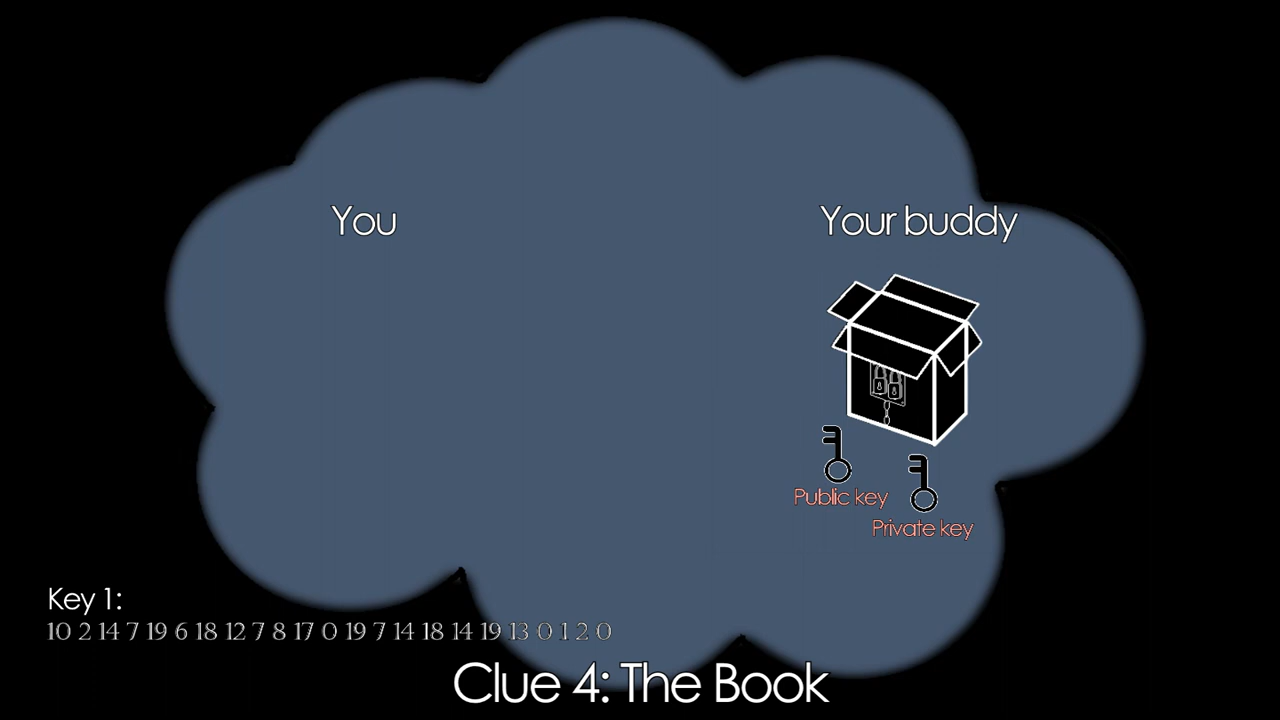 You
Your buddy
Public key
Private key
Key 1:
10 2 14 7 19 6 18 12 7 8 17 0 19 7 14 18 14 19 13 0 1 2 0
Clue 4: The Book